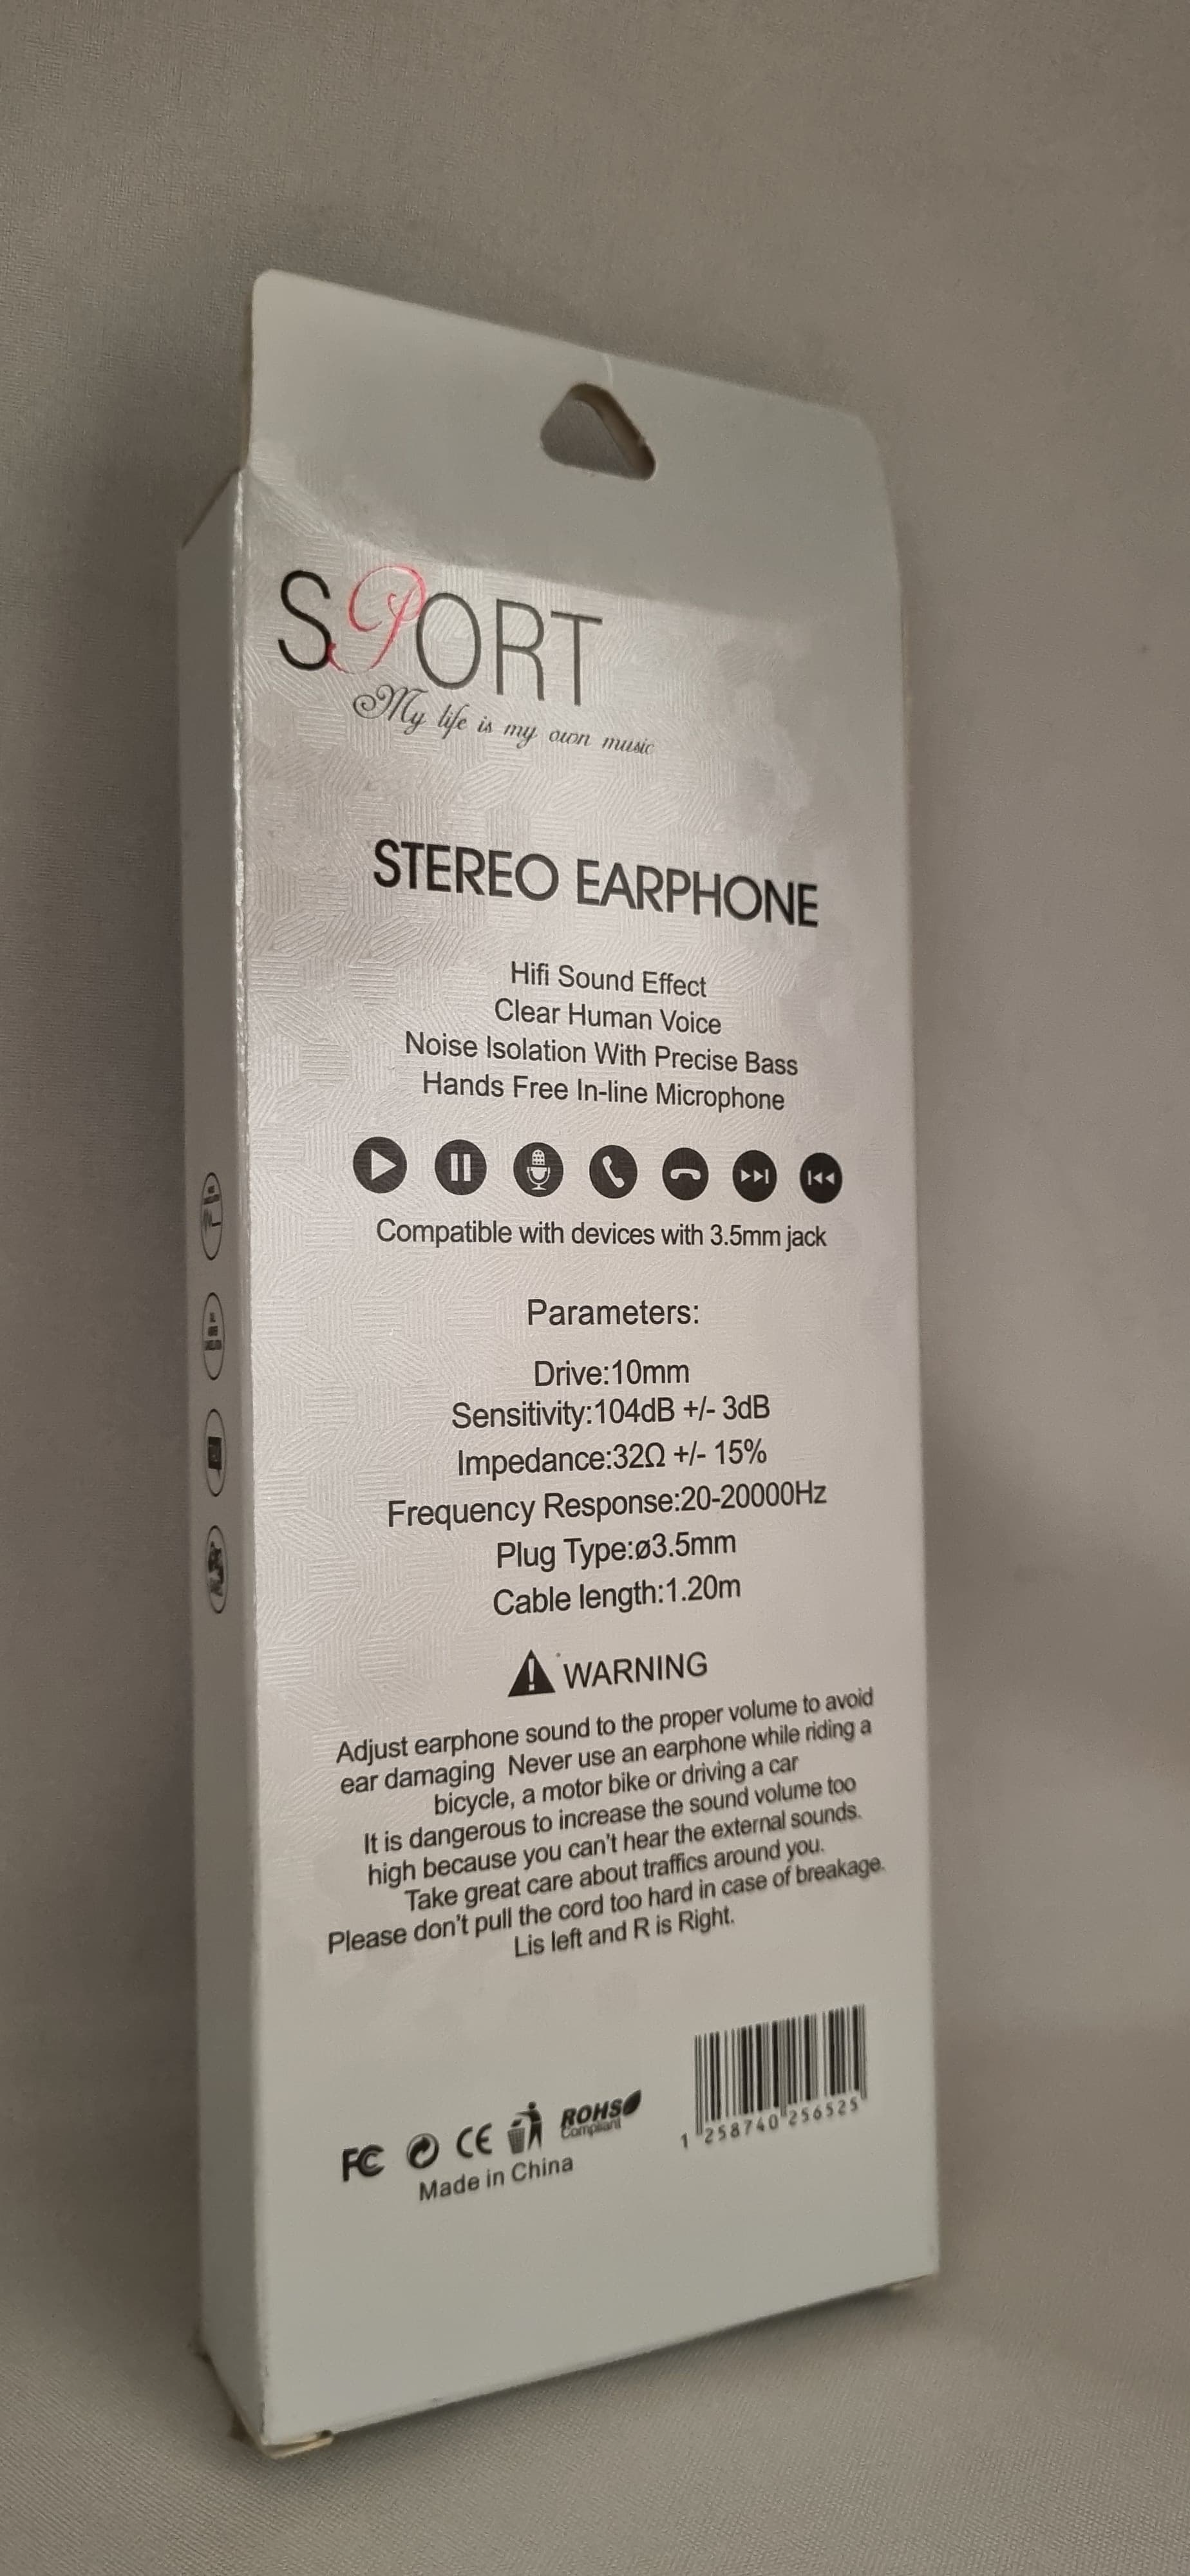 SPORT
My life is my own music
STEREO EARPHONE
Hifi Sound Effect
Clear Human Voice
Noise Isolation With Precise Bass
Hands Free In-line Microphone
Compatible with devices with 3.5mm jack
Parameters:
Drive:10mm
Sensitivity:104dB +/- 3dB
Impedance:32Ω +/- 15%
Frequency Response:20-20000Hz
Plug Type:ø3.5mm
Cable length:1.20m
WARNING
Adjust earphone sound to the proper volume to avoid
ear damaging Never use an earphone while riding a
bicycle, a motor bike or driving a car
It is dangerous to increase the sound volume too
high because you can't hear the external sounds.
Take great care about traffics around you.
Please don't pull the cord too hard in case of breakage.
Lis left and R is Right.
FC CE ROHS
Compliant
Made in China
1 258740 256525